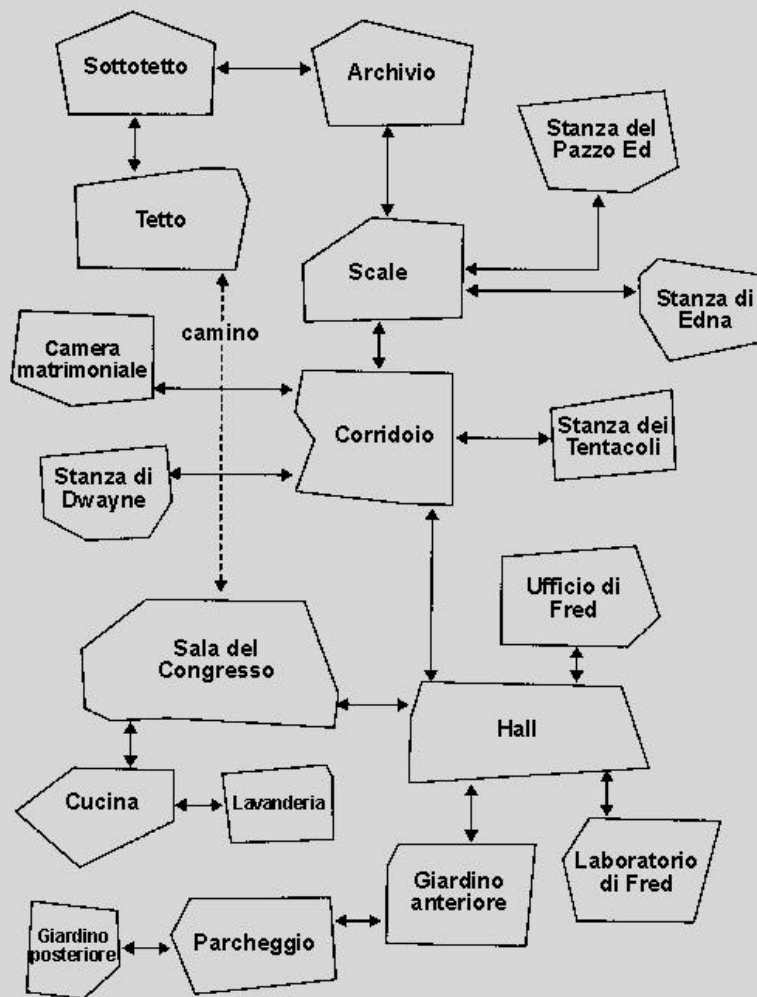 Sottotetto
Archivio
Stanza del
Pazzo Ed
Tetto
Scale
Stanza di
Edna
camino
Camera
matrimoniale
Corridoio
Stanza dei
Tentacoli
Stanza di
Dwayne
Ufficio di
Fred
Sala del
Congresso
Hall
Cucina
Lavanderia
Laboratorio
di Fred
Giardino
anteriore
Giardino
posteriore
Parcheggio